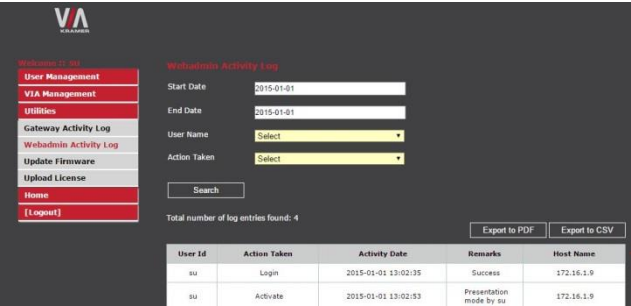 VIA
KRAMER
Welcome !! su
User Management
VIA Management
Utilities
Gateway Activity Log
Webadmin Activity Log
Update Firmware
Upload License
Home
[Logout]
Webadmin Activity Log
Start Date
2015-01-01
End Date
2015-01-01
User Name
Select
Action Taken
Select
Search
Total number of log entries found: 4
Export to PDF Export to CSV
User Id Action Taken Activity Date Remarks Host Name
su Login 2015-01-01 13:02:35 Success 172.16.1.9
su Activate 2015-01-01 13:02:53 Presentation mode by su 172.16.1.9